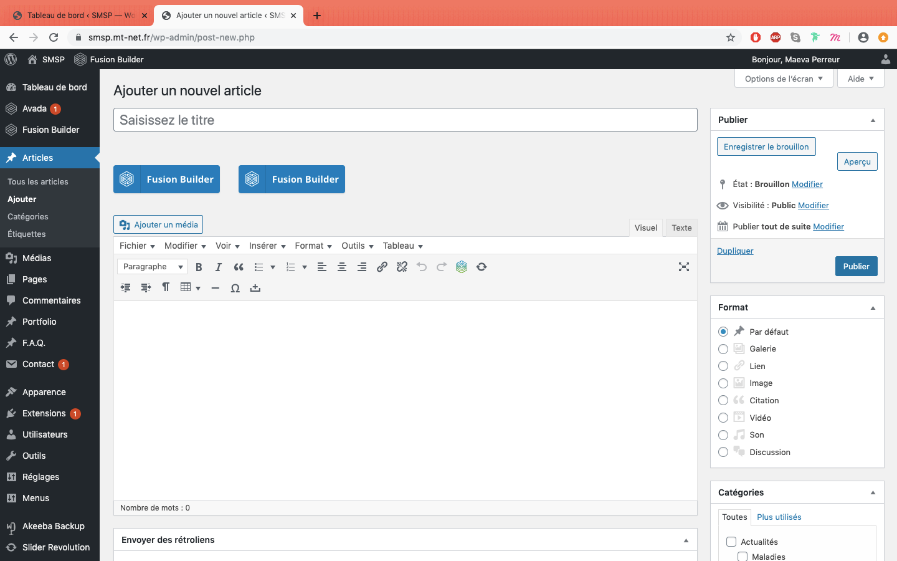 Tableau de bord ‹ SMSP — Wo
Ajouter un nouvel article ‹ SMS
smsp.mt-net.fr/wp-admin/post-new.php
ABP
SMSP
Fusion Builder
Bonjour, Maeva Perreur
Tableau de bord
Avada 1
Fusion Builder
Articles
Tous les articles
Ajouter
Catégories
Étiquettes
Médias
Pages
Commentaires
Portfolio
F.A.Q.
Contact 1
Apparence
Extensions 1
Utilisateurs
Outils
Réglages
Menus
Akeeba Backup
Slider Revolution
Options de l'écran
Aide
Ajouter un nouvel article
Saisissez le titre
Fusion Builder
Fusion Builder
Ajouter un média
Visuel
Texte
Fichier
Modifier
Voir
Insérer
Format
Outils
Tableau
Paragraphe
B
I
Nombre de mots : 0
Envoyer des rétroliens
Publier
Enregistrer le brouillon
Aperçu
État : Brouillon Modifier
Visibilité : Public Modifier
Publier tout de suite Modifier
Dupliquer
Publier
Format
Par défaut
Galerie
Lien
Image
Citation
Vidéo
Son
Discussion
Catégories
Toutes
Plus utilisés
Actualités
Maladies